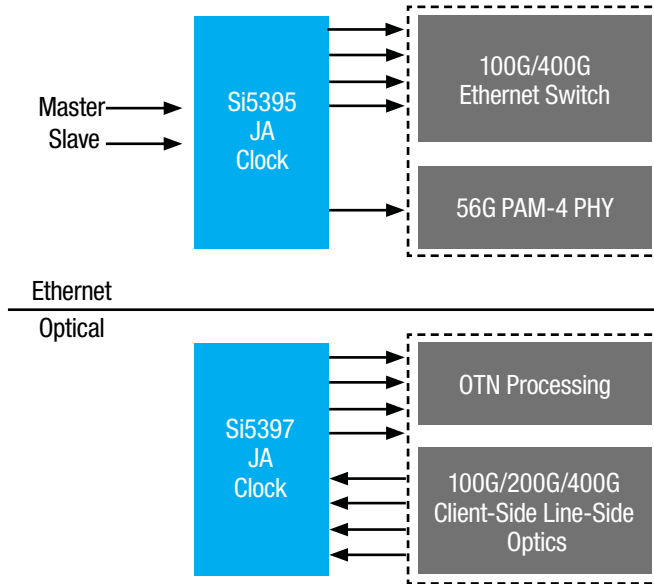 Master
Slave
Si5395
JA
Clock
100G/400G
Ethernet Switch
56G PAM-4 PHY
Ethernet
Optical
Si5397
JA
Clock
OTN Processing
100G/200G/400G
Client-Side Line-Side
Optics